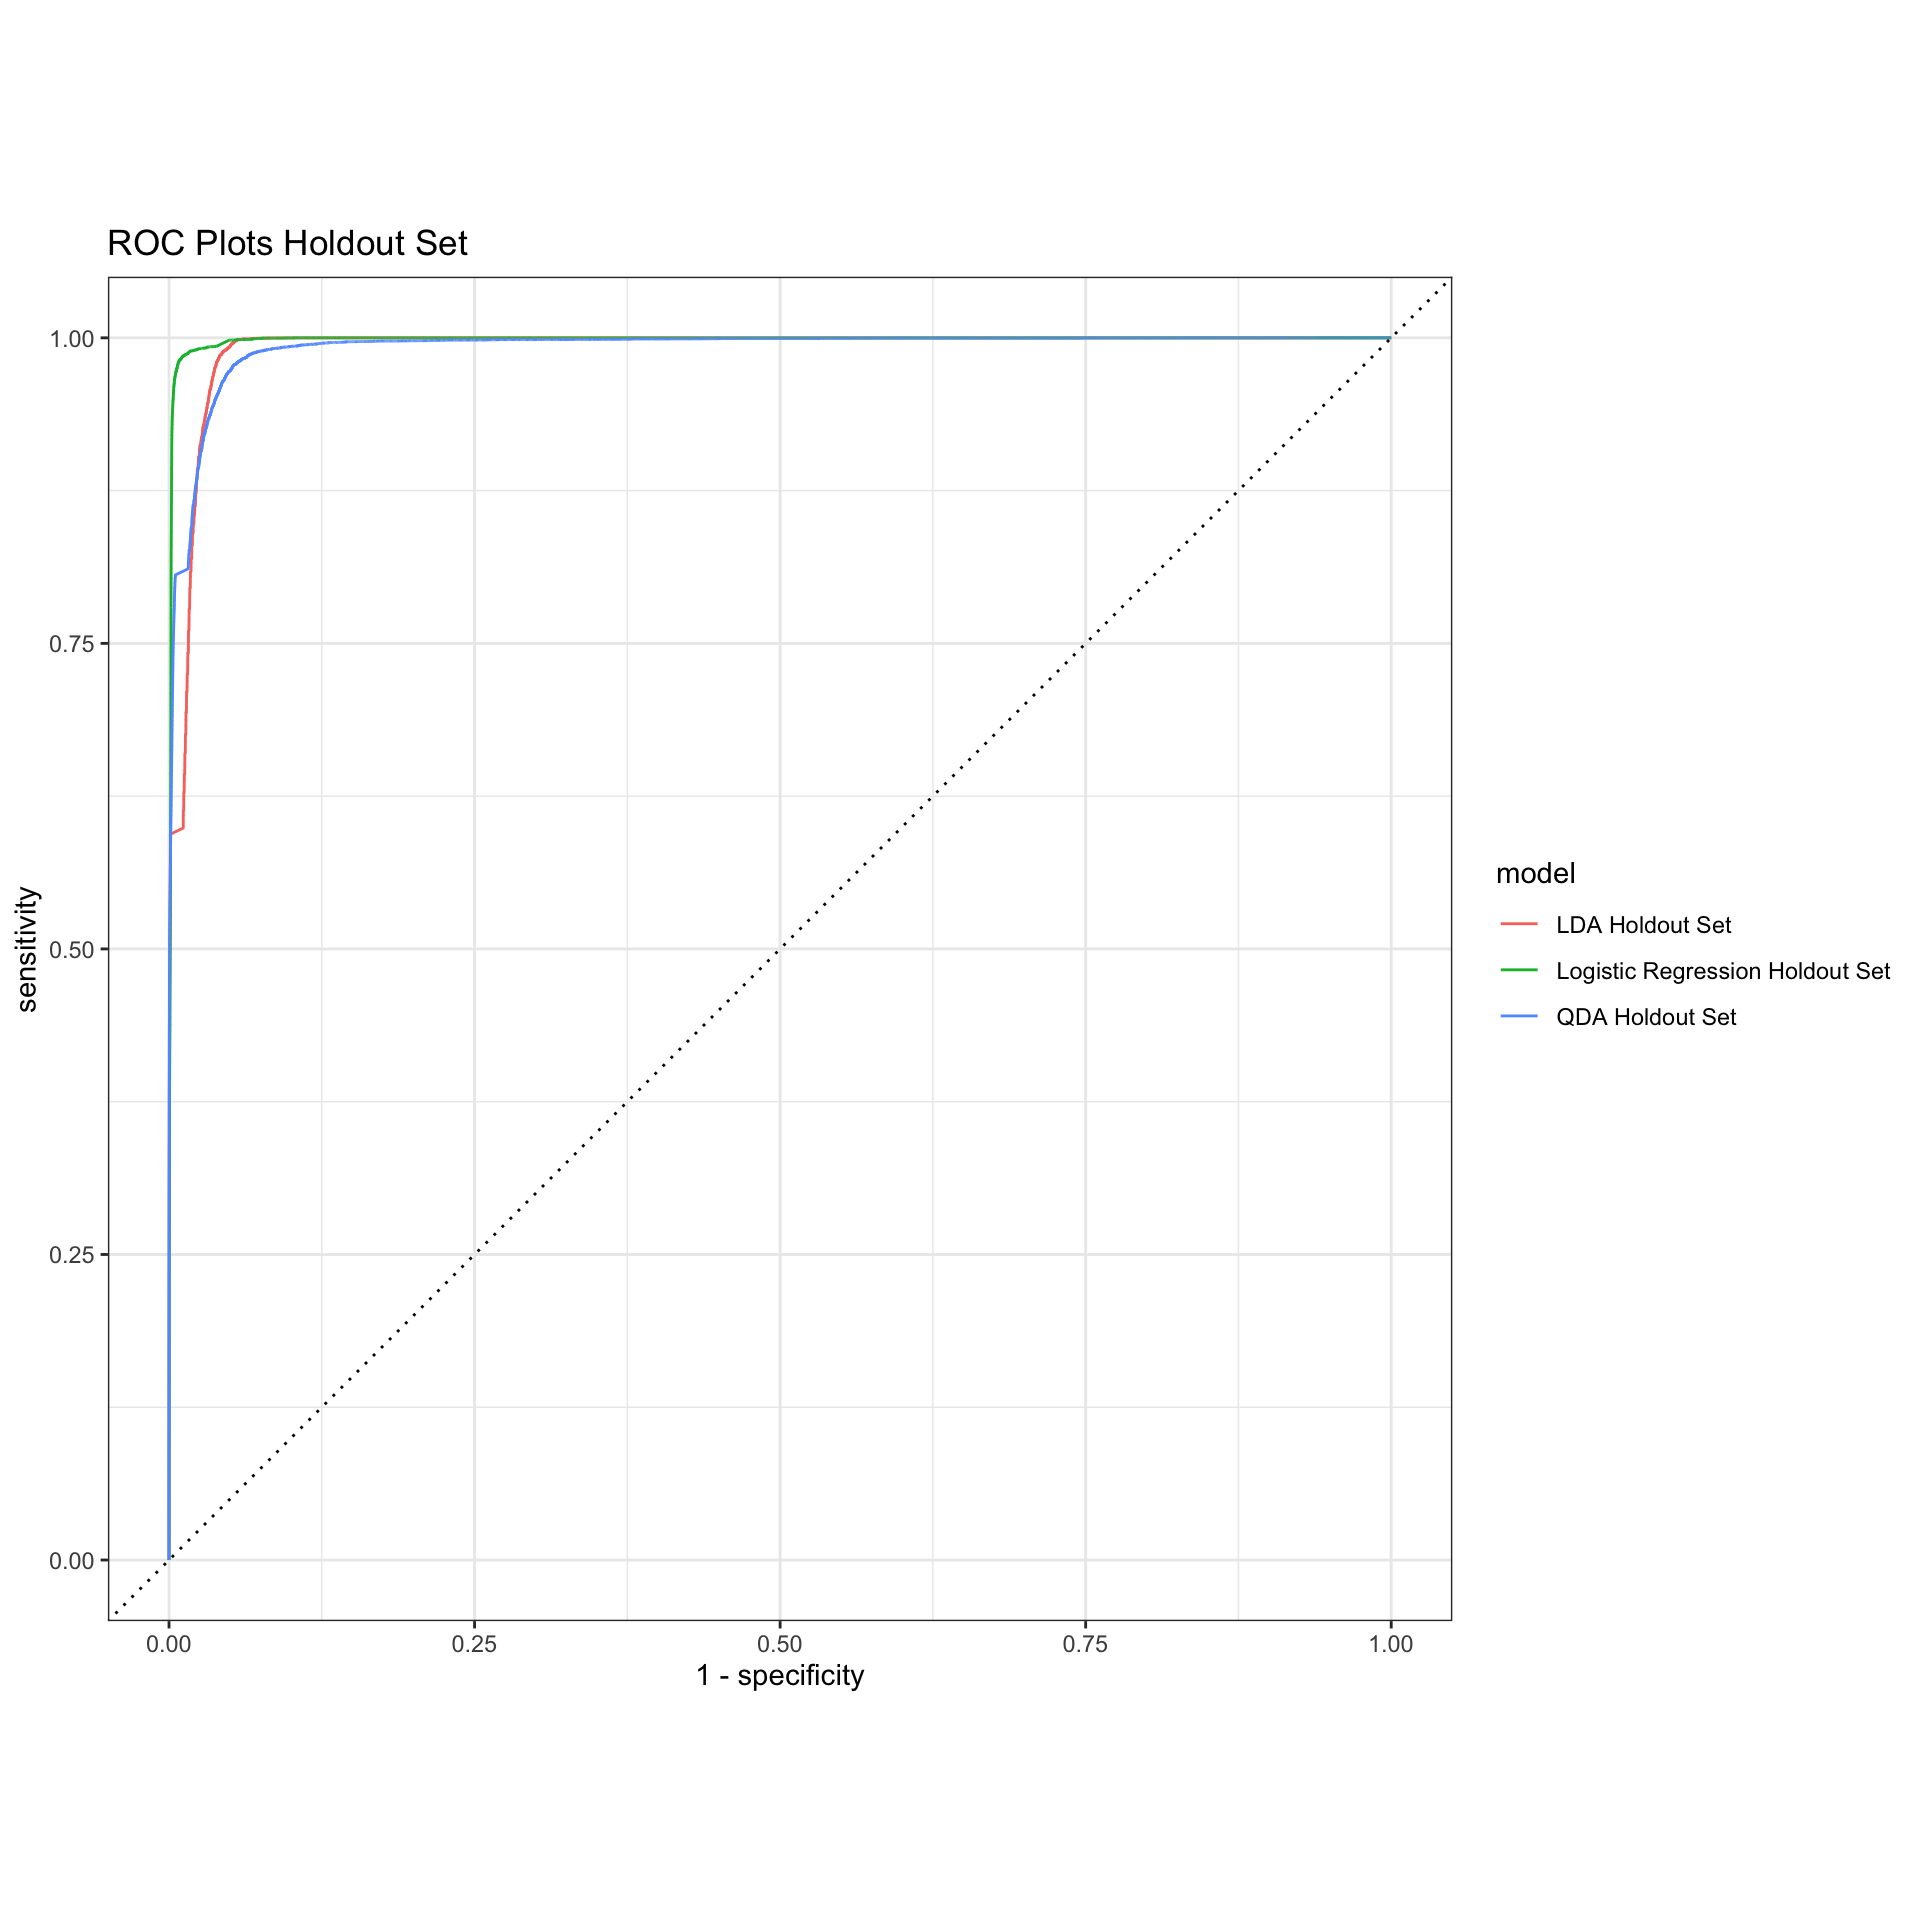 ROC Plots Holdout Set
1.00
0.75
0.50
0.25
0.00
sensitivity
0.00 0.25 0.50 0.75 1.00
1 - specificity
model
LDA Holdout Set
Logistic Regression Holdout Set
QDA Holdout Set